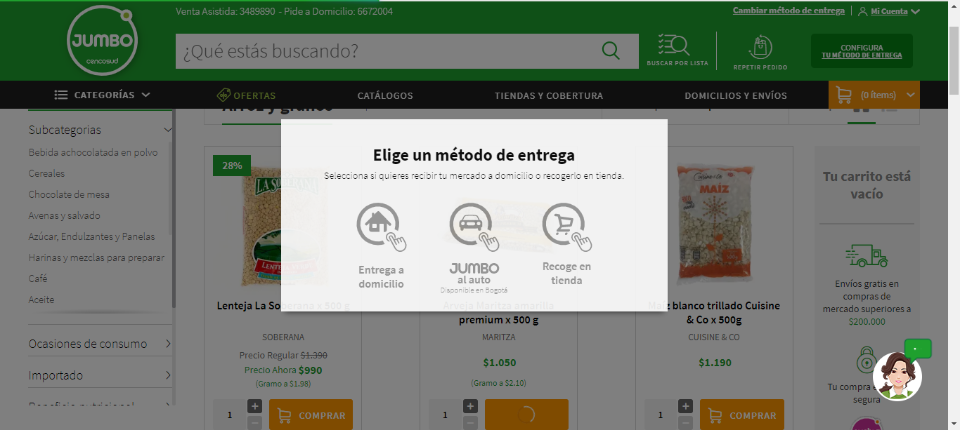 Venta Asistida: 3489890 - Pide a Domicilio: 6672004
Cambiar método de entrega
Mi Cuenta
JUMBO
cencosud
¿Qué estás buscando?
BUSCAR POR LISTA
REPETIR PEDIDO
CONFIGURA
TU MÉTODO DE ENTREGA
CATEGORÍAS
OFERTAS
CATÁLOGOS
TIENDAS Y COBERTURA
DOMICILIOS Y ENVÍOS
(0 ítems)
Arroz y granos
Subcategorias
Bebida achocolatada en polvo
Cereales
Chocolate de mesa
Avenas y salvado
Azúcar, Endulzantes y Panelas
Harinas y mezclas para preparar
Café
Aceite
Ocasiones de consumo
Importado
Beneficio nutricional
Elige un método de entrega
Selecciona si quieres recibir tu mercado a domicilio o recogerlo en tienda.
Entrega a
domicilio
JUMBO
al auto
Disponible en Bogotá
Recoge en
tienda
28%
LA SOBERANA
Lenteja La Soberana x 500 g
SOBERANA
Precio Regular $1.390
Precio Ahora $990
(Gramo a $1.98)
1
COMPRAR
Arveja Maritza amarilla
premium x 500 g
MARITZA
$1.050
(Gramo a $2.10)
1
MAÍZ
Maíz blanco trillado Cuisine
& Co x 500g
CUISINE & CO
$1.190
1
COMPRAR
Tu carrito está
vacío
Envíos gratis en
compras de
mercado superiores a
$200.000
Tu compra
segura